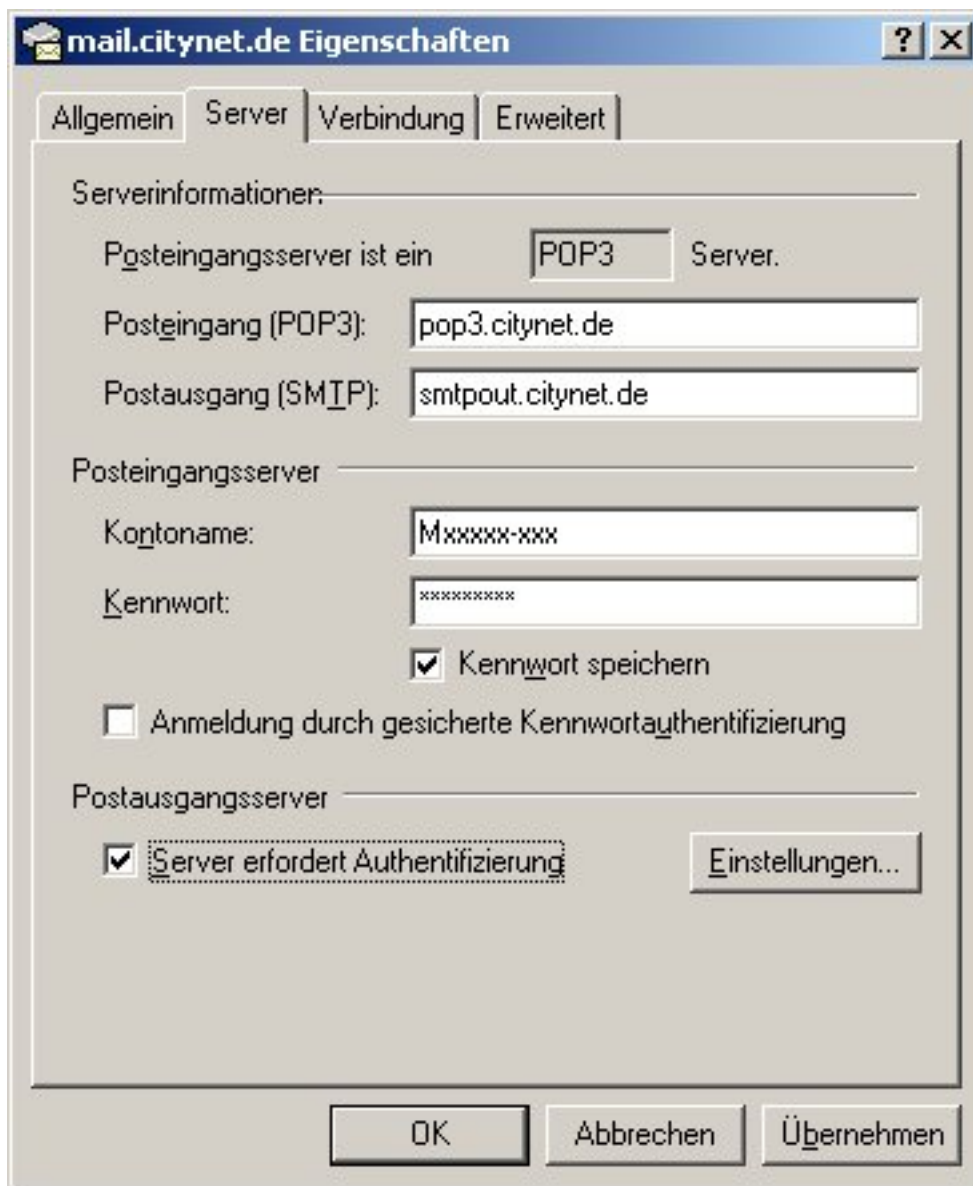 mail.citynet.de Eigenschaften
Allgemein Server Verbindung Erweitert
Serverinformationen
Posteingangsserver ist ein POP3 Server.
Posteingang (POP3): pop3.citynet.de
Postausgang (SMTP): smtpout.citynet.de
Posteingangsserver
Kontoname: Mxxxxx-xxx
Kennwort: *********
Kennwort speichern
Anmeldung durch gesicherte Kennwortauthentifizierung
Postausgangsserver
Server erfordert Authentifizierung Einstellungen...
OK Abbrechen Übernehmen